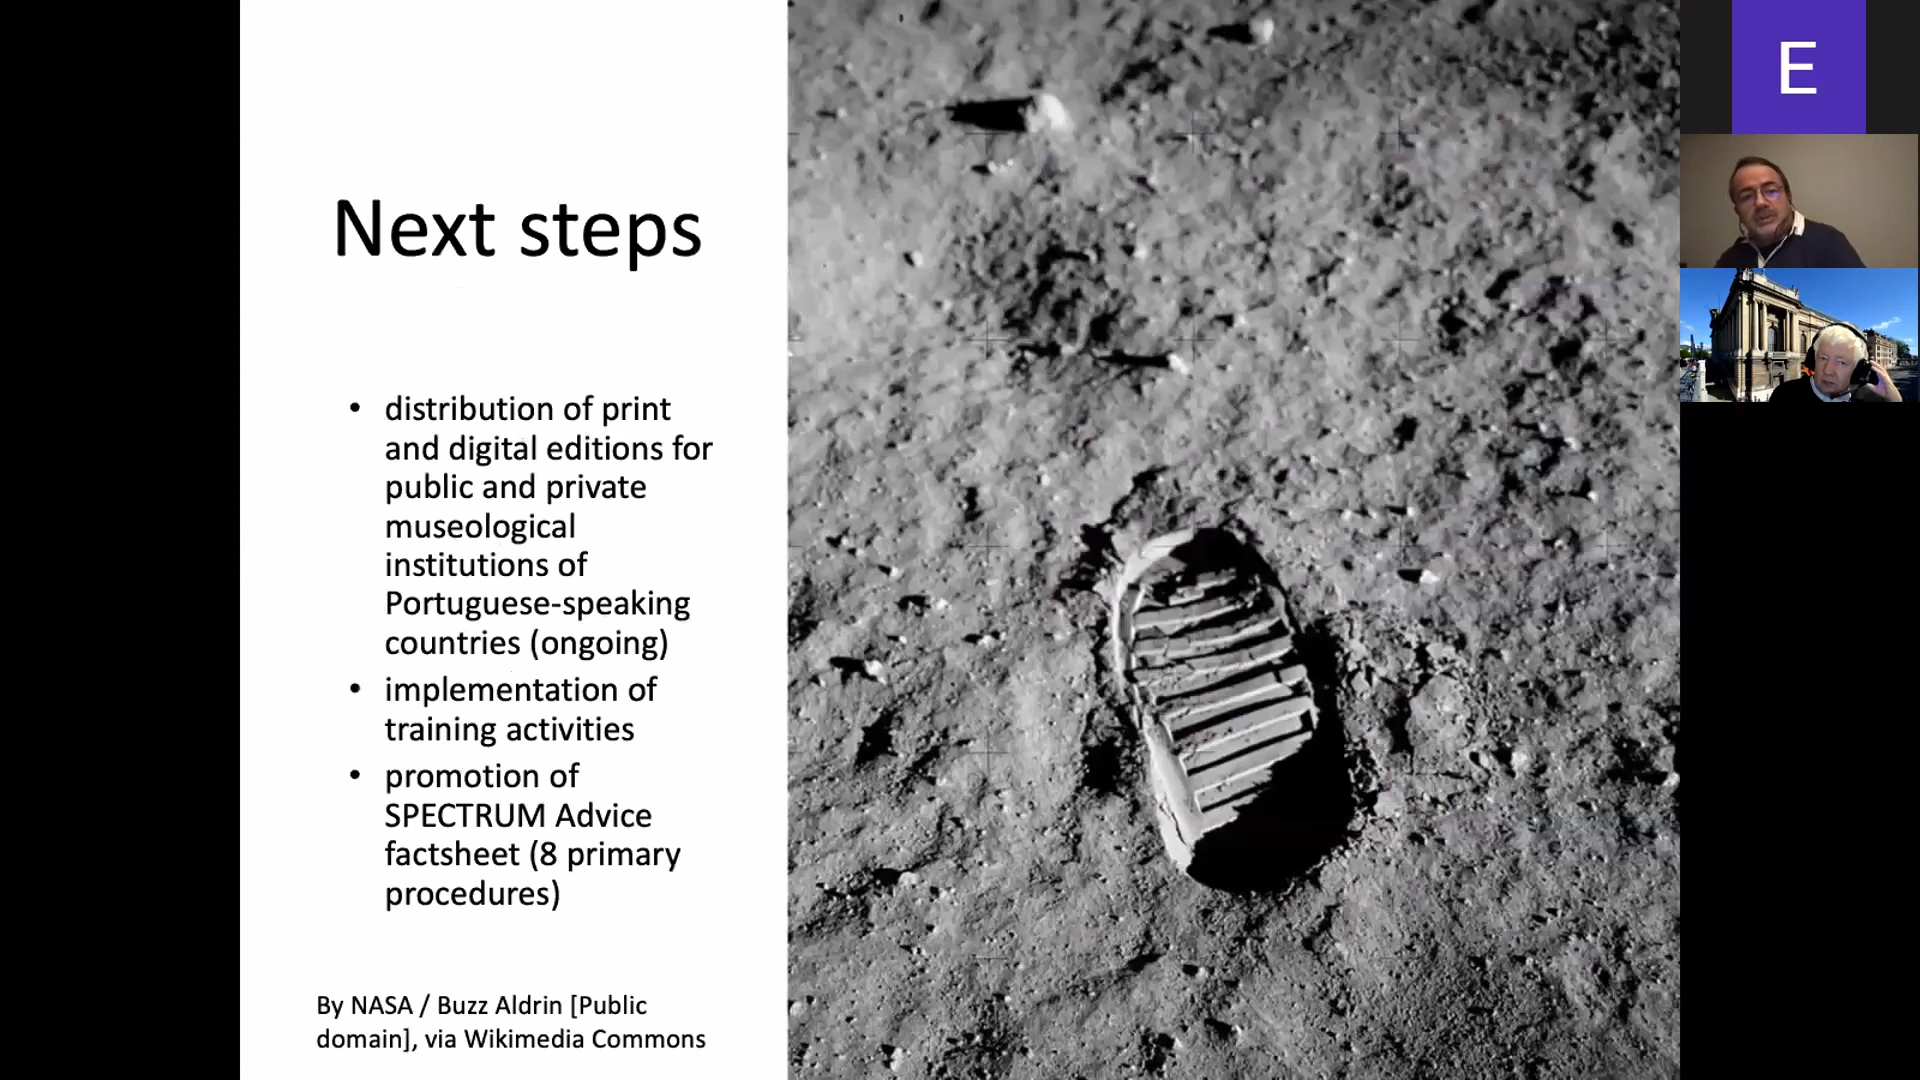 Next steps
• distribution of print
and digital editions for
public and private
museological
institutions of
Portuguese-speaking
countries (ongoing)
• implementation of
training activities
• promotion of
SPECTRUM Advice
factsheet (8 primary
procedures)
By NASA / Buzz Aldrin [Public
domain], via Wikimedia Commons
E